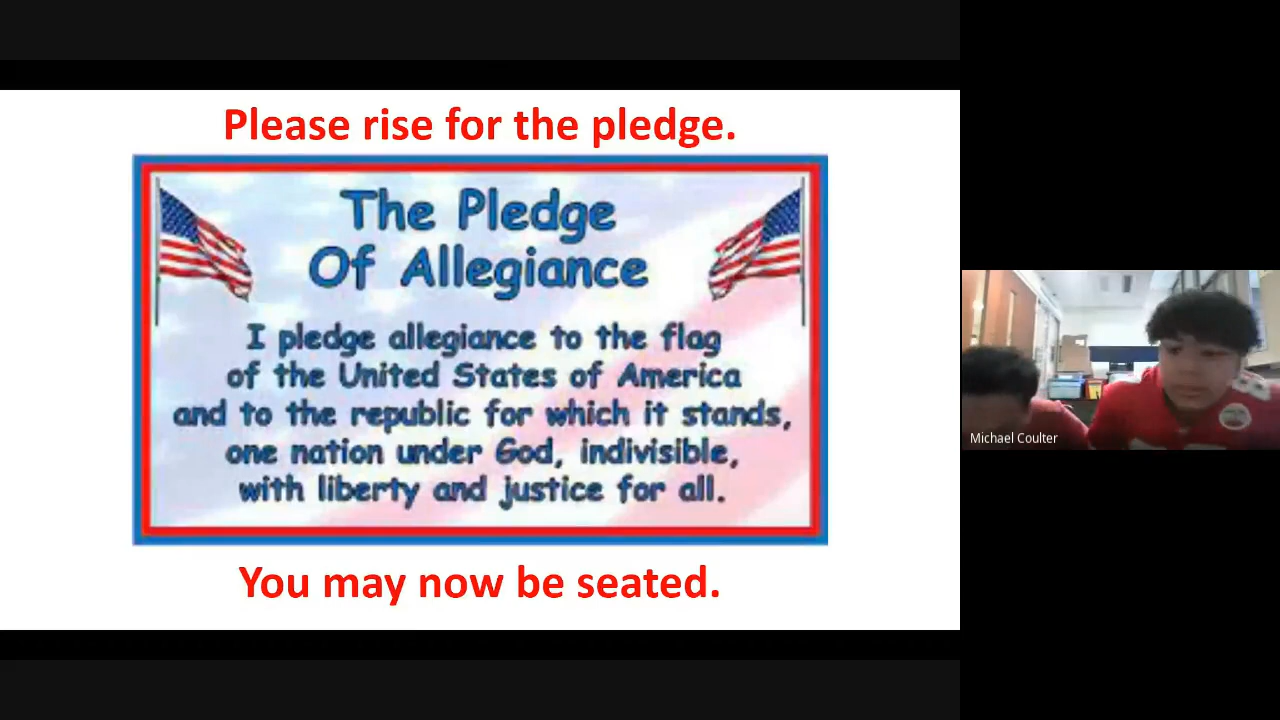 Please rise for the pledge.
The Pledge
Of Allegiance
I pledge allegiance to the flag
of the United States of America
and to the republic for which it stands,
one nation under God, indivisible,
with liberty and justice for all.
You may now be seated.
Michael Coulter